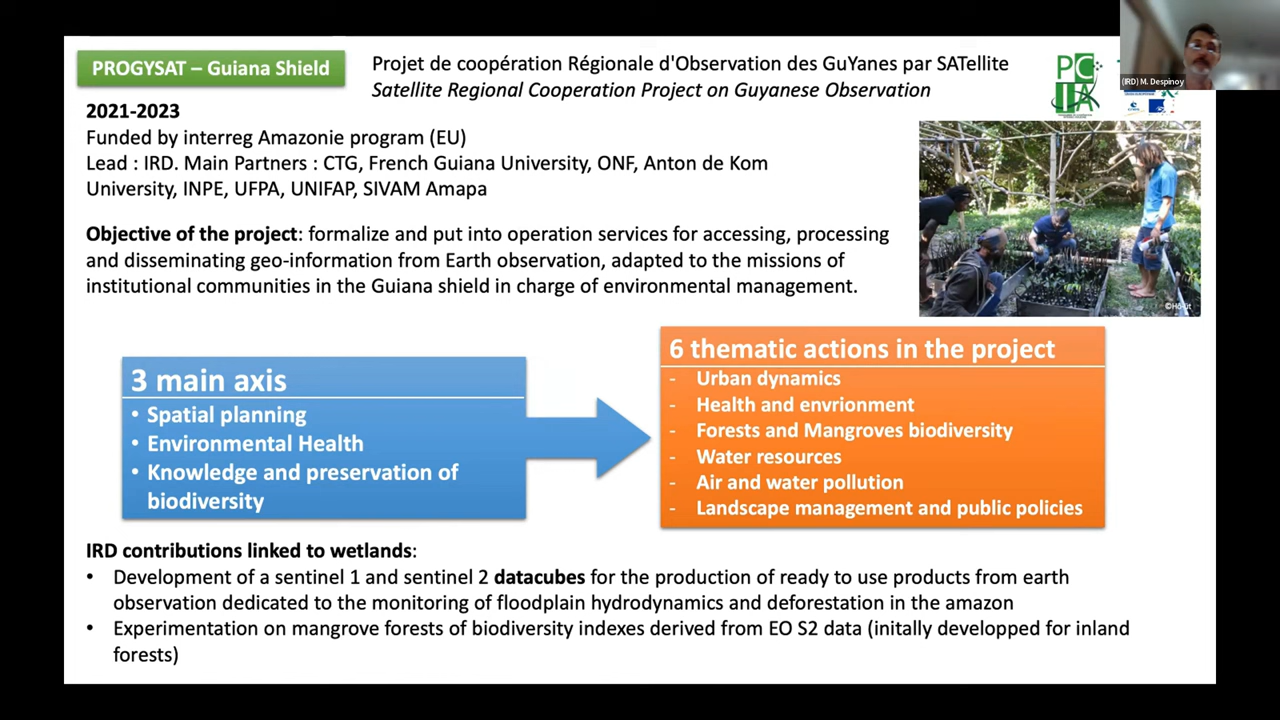 PROGYSAT – Guiana Shield
Projet de coopération Régionale d'Observation des GuYanes par SATellite
Satellite Regional Cooperation Project on Guyanese Observation
(IRD) M. Despinoy
2021-2023
Funded by interreg Amazonie program (EU)
Lead : IRD. Main Partners : CTG, French Guiana University, ONF, Anton de Kom
University, INPE, UFPA, UNIFAP, SIVAM Amapa
Objective of the project: formalize and put into operation services for accessing, processing
and disseminating geo-information from Earth observation, adapted to the missions of
institutional communities in the Guiana shield in charge of environmental management.
3 main axis
• Spatial planning
• Environmental Health
• Knowledge and preservation of
biodiversity
6 thematic actions in the project
- Urban dynamics
- Health and envrionment
- Forests and Mangroves biodiversity
- Water resources
- Air and water pollution
- Landscape management and public policies
IRD contributions linked to wetlands:
• Development of a sentinel 1 and sentinel 2 datacubes for the production of ready to use products from earth
observation dedicated to the monitoring of floodplain hydrodynamics and deforestation in the amazon
• Experimentation on mangrove forests of biodiversity indexes derived from EO S2 data (initally developped for inland
forests)